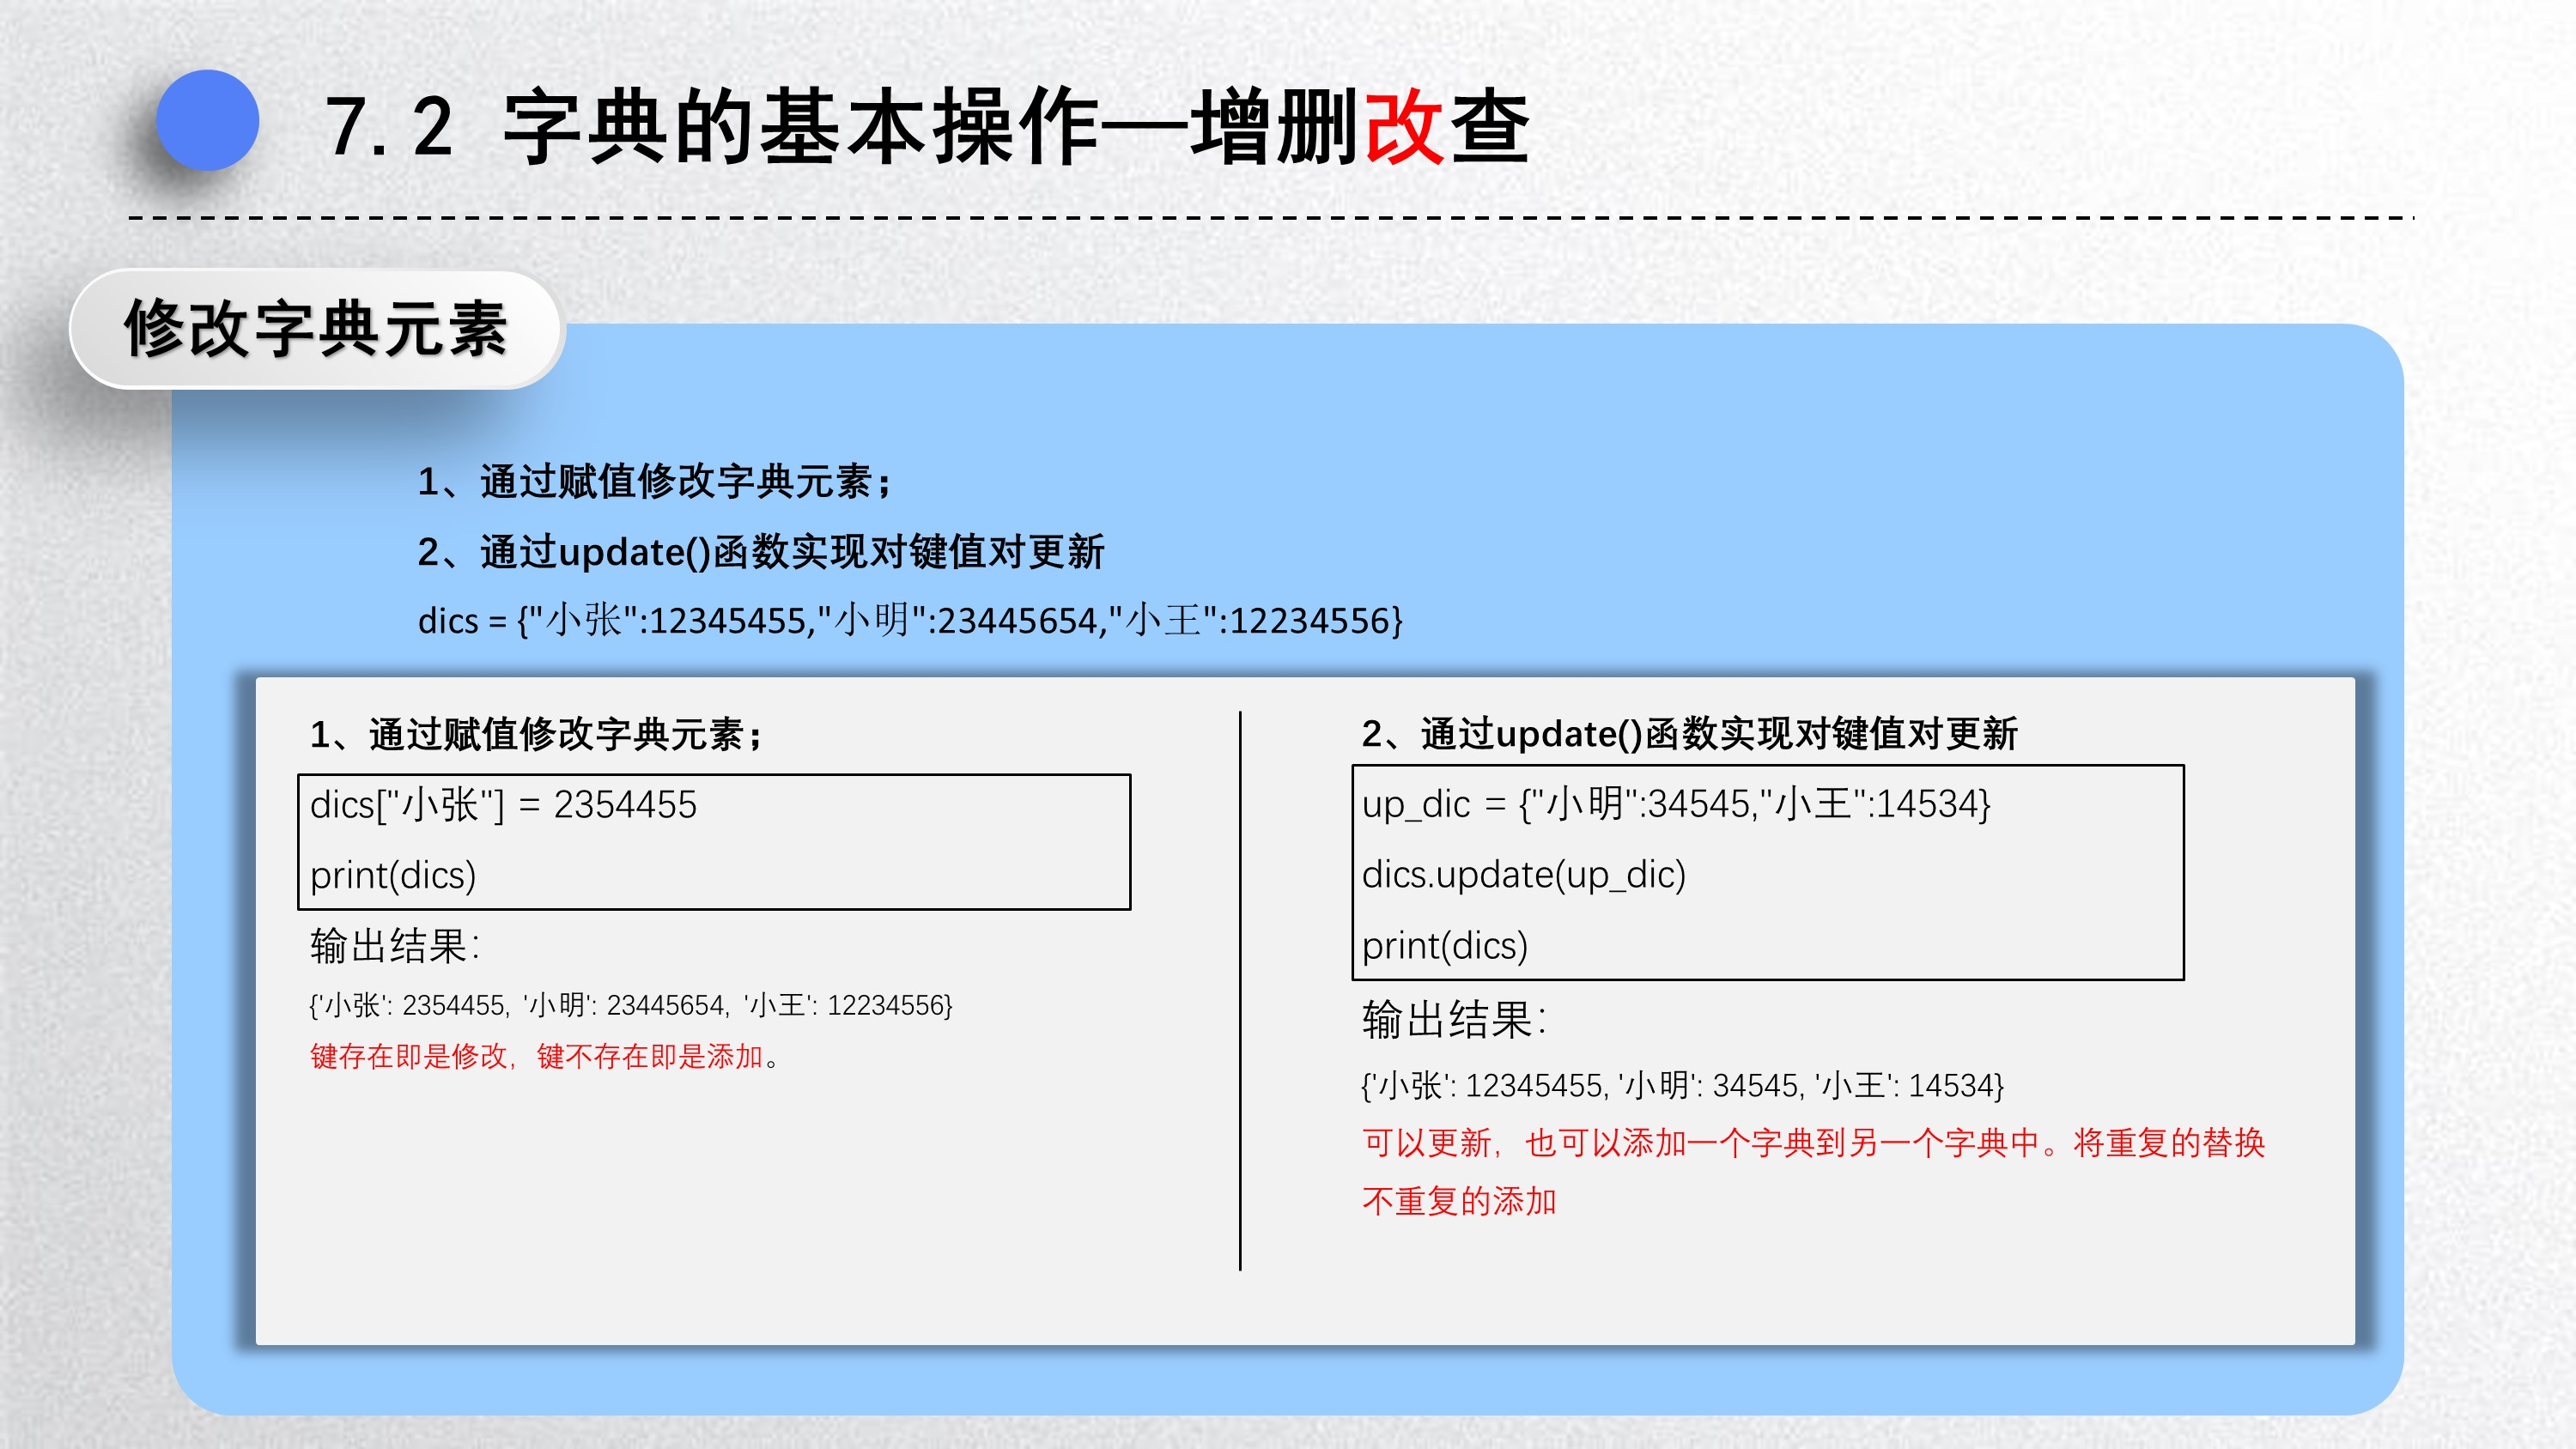 7.2 字典的基本操作—增删改查
修改字典元素
1、通过赋值修改字典元素；
2、通过update()函数实现对键值对更新
dics = {"小张":12345455,"小明":23445654,"小王":12234556}
1、通过赋值修改字典元素；
dics["小张"] = 2354455
print(dics)
输出结果：
{'小张': 2354455, '小明': 23445654, '小王': 12234556}
键存在即是修改，键不存在即是添加。
2、通过update()函数实现对键值对更新
up_dic = {"小明":34545,"小王":14534}
dics.update(up_dic)
print(dics)
输出结果：
{'小张': 12345455, '小明': 34545, '小王': 14534}
可以更新，也可以添加一个字典到另一个字典中。将重复的替换
不重复的添加